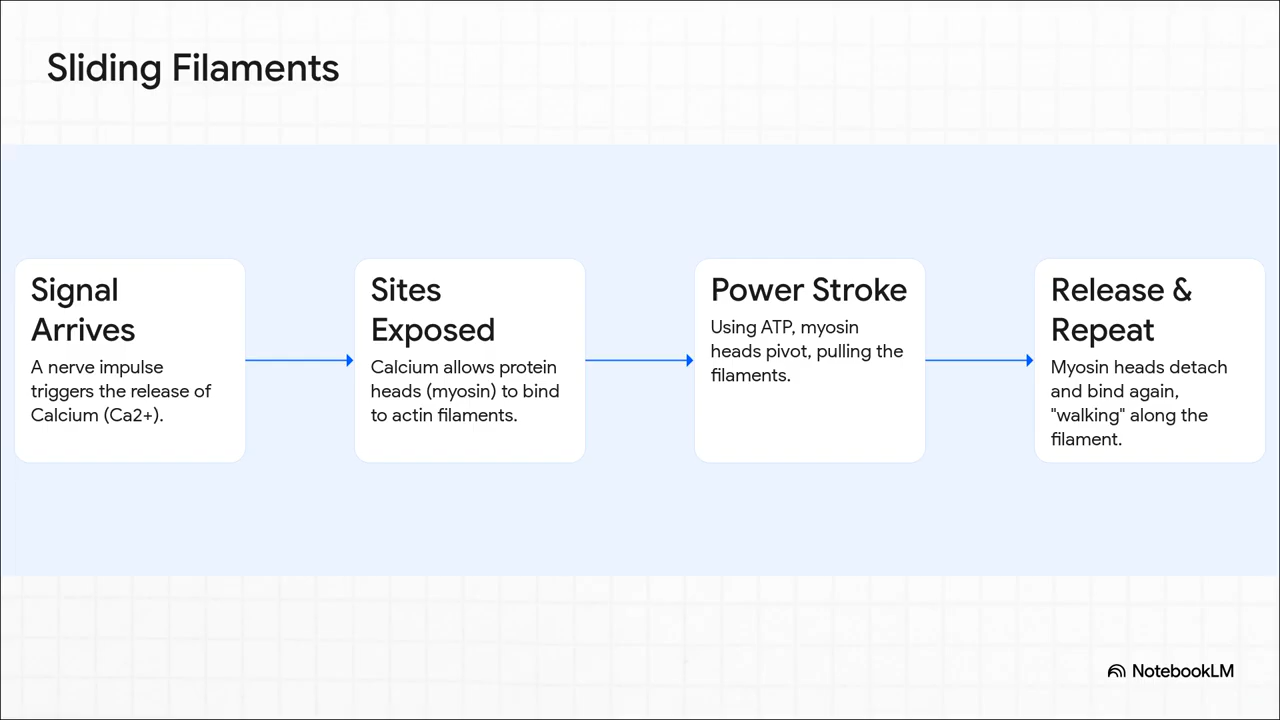 Sliding Filaments
Signal
Arrives
A nerve impulse
triggers the release of
Calcium (Ca2+).
Sites
Exposed
Calcium allows protein
heads (myosin) to bind
to actin filaments.
Power Stroke
Using ATP, myosin
heads pivot, pulling the
filaments.
Release &
Repeat
Myosin heads detach
and bind again,
"walking" along the
filament.
NotebookLM